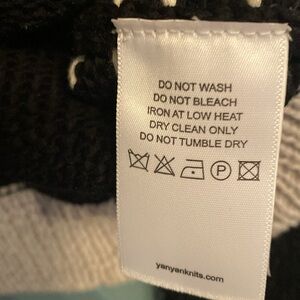 DO NOT WASH
DO NOT BLEACH
IRON AT LOW HEAT
DRY CLEAN ONLY
DO NOT TUMBLE DRY
P
yanyanknits.com